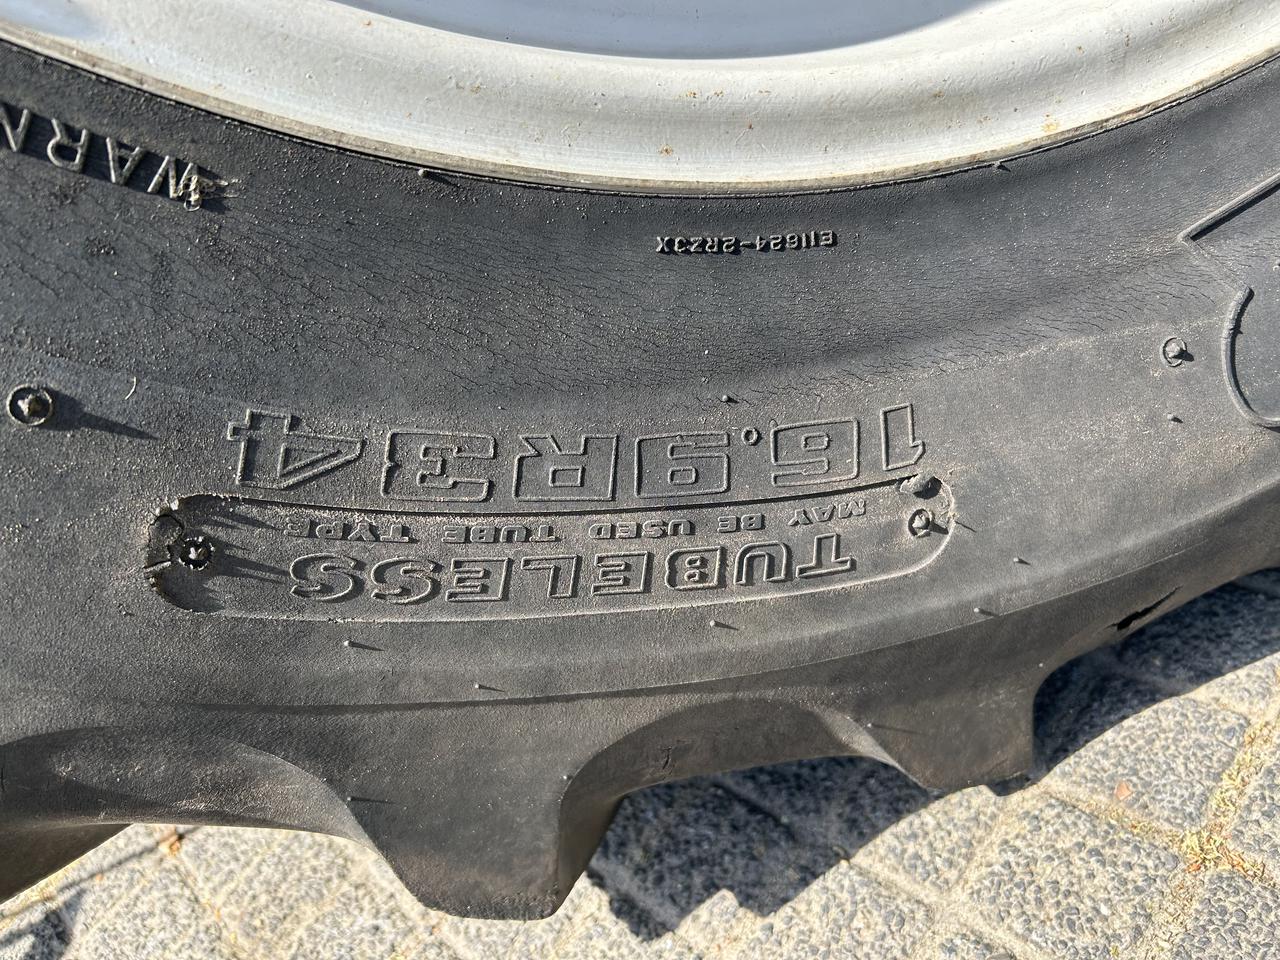 TUBELESS
MAY BE USED TUBE TYPE
16.9R34
E11624-2RZ3X
WARN